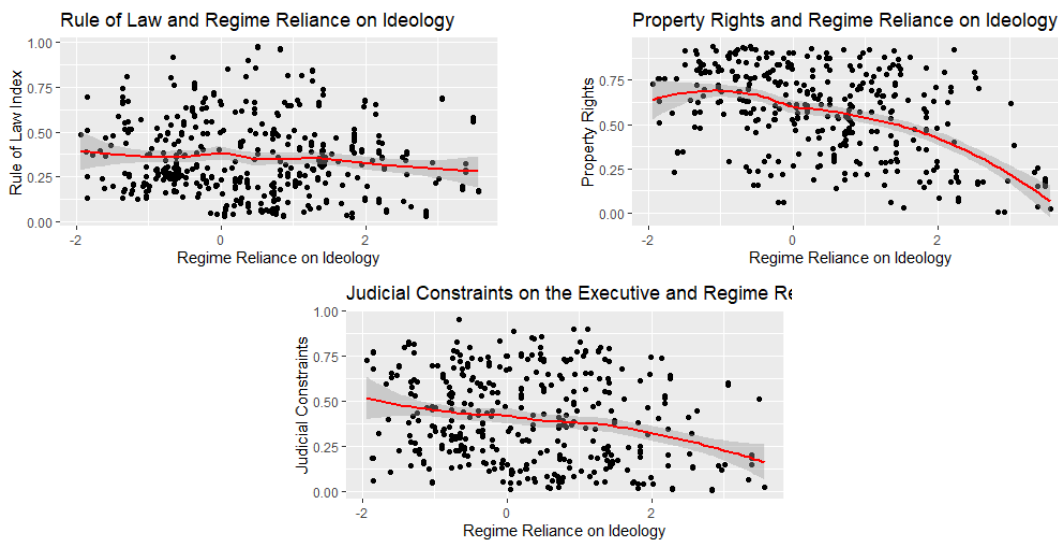 Rule of Law and Regime Reliance on Ideology
1.00
0.75
0.50
0.25
0.00
Rule of Law Index
-2
0
2
Regime Reliance on Ideology
Property Rights and Regime Reliance on Ideology
0.75
0.50
0.25
0.00
Property Rights
-2
0
2
Regime Reliance on Ideology
Judicial Constraints on the Executive and Regime Re
1.00
0.75
0.50
0.25
0.00
Judicial Constraints
-2
0
2
Regime Reliance on Ideology